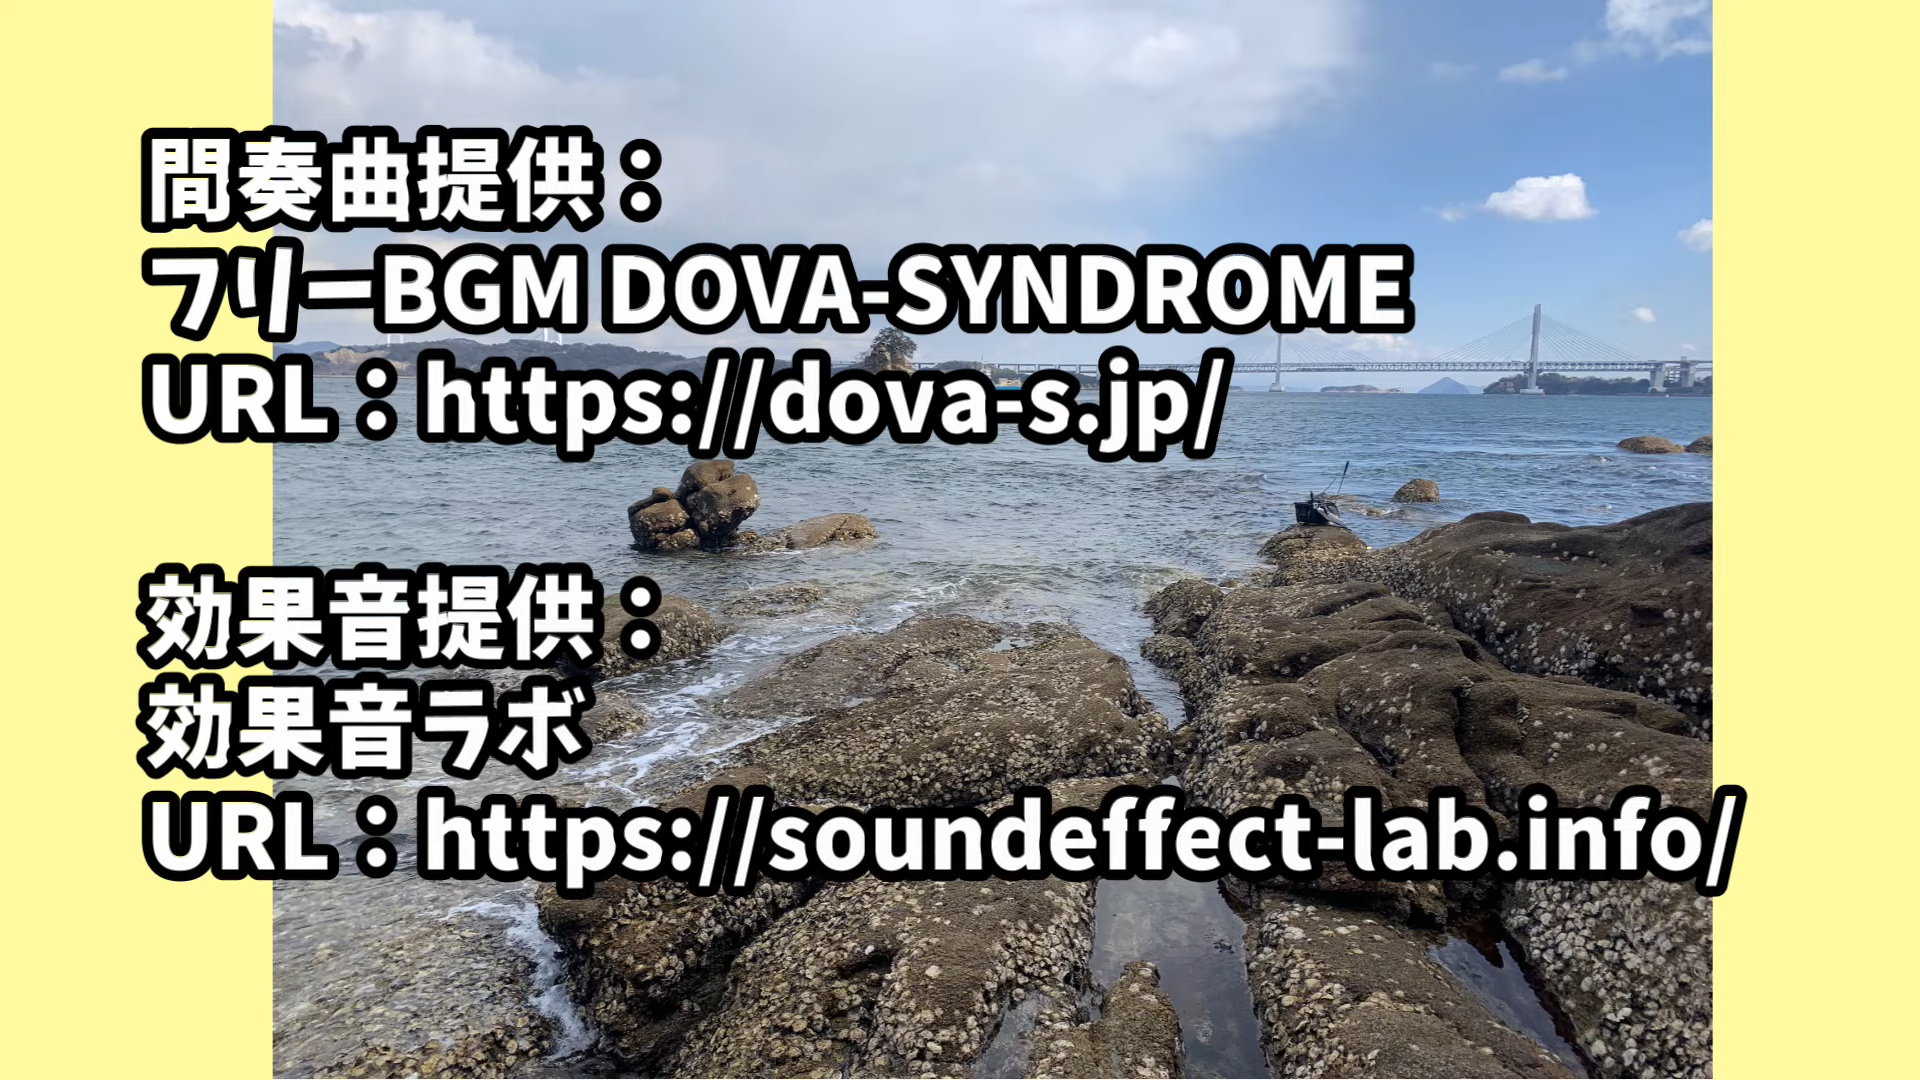 間奏曲提供：
フリーBGM DOVA-SYNDROME
URL：https://dova-s.jp/
効果音提供：
効果音ラボ
URL：https://soundeffect-lab.info/